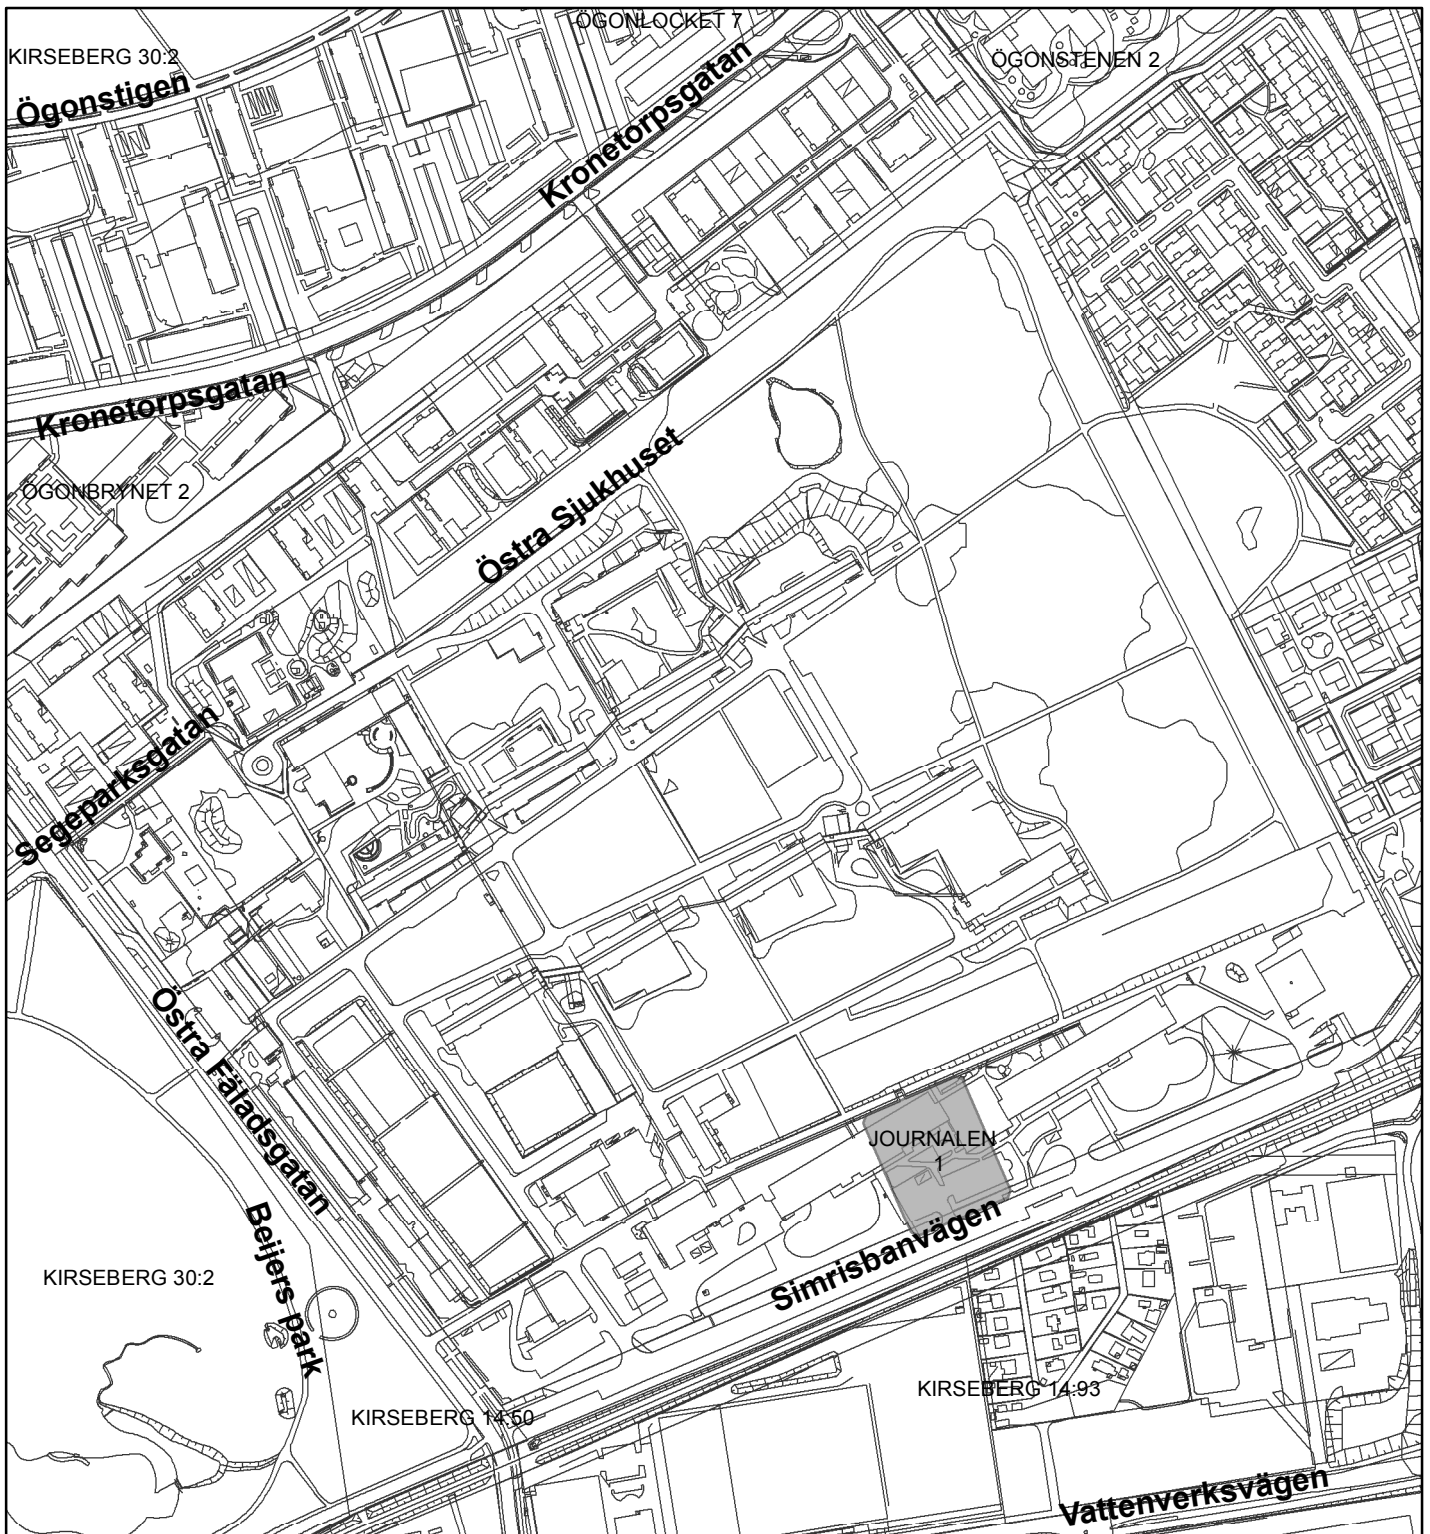 ÖGONLOCKET 7
KIRSEBERG 30:2
ÖGONSTENEN 2
Ögonstigen
Kronetorpsgatan
Kronetorpsgatan
ÖGONBRYNET 2
Östra Sjukhuset
Segeparksgatan
Östra Fäladsgatan
JOURNALEN
1
Simrisbanvägen
Beijers park
KIRSEBERG 30:2
KIRSEBERG 14:93
KIRSEBERG 14:50
Vattenverksvägen